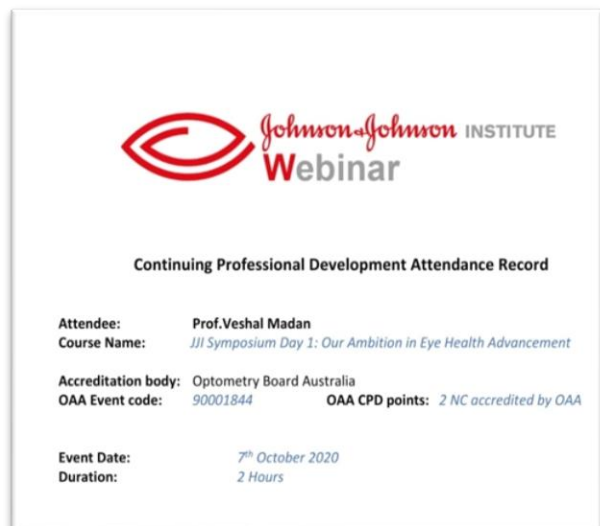 Johnson & Johnson INSTITUTE
Webinar
Continuing Professional Development Attendance Record
Attendee: Prof.Veshal Madan
Course Name: JJI Symposium Day 1: Our Ambition in Eye Health Advancement
Accreditation body: Optometry Board Australia
OAA Event code: 90001844 OAA CPD points: 2 NC accredited by OAA
Event Date: 7th October 2020
Duration: 2 Hours